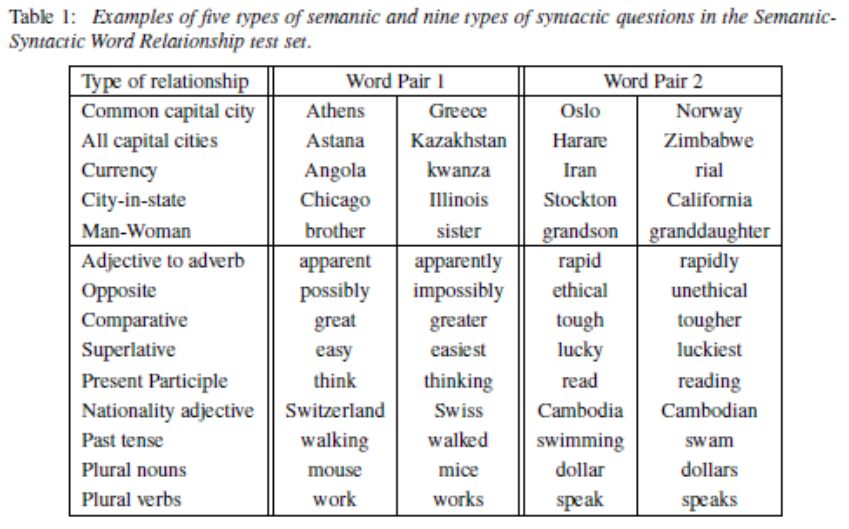 Table 1: Examples of five types of semantic and nine types of syntactic questions in the Semantic-
Syntactic Word Relationship test set.
Type of relationship Word Pair 1 Word Pair 2
Common capital city Athens Greece Oslo Norway
All capital cities Astana Kazakhstan Harare Zimbabwe
Currency Angola kwanza Iran rial
City-in-state Chicago Illinois Stockton California
Man-Woman brother sister grandson granddaughter
Adjective to adverb apparent apparently rapid rapidly
Opposite possibly impossibly ethical unethical
Comparative great greater tough tougher
Superlative easy easiest lucky luckiest
Present Participle think thinking read reading
Nationality adjective Switzerland Swiss Cambodia Cambodian
Past tense walking walked swimming swam
Plural nouns mouse mice dollar dollars
Plural verbs work works speak speaks